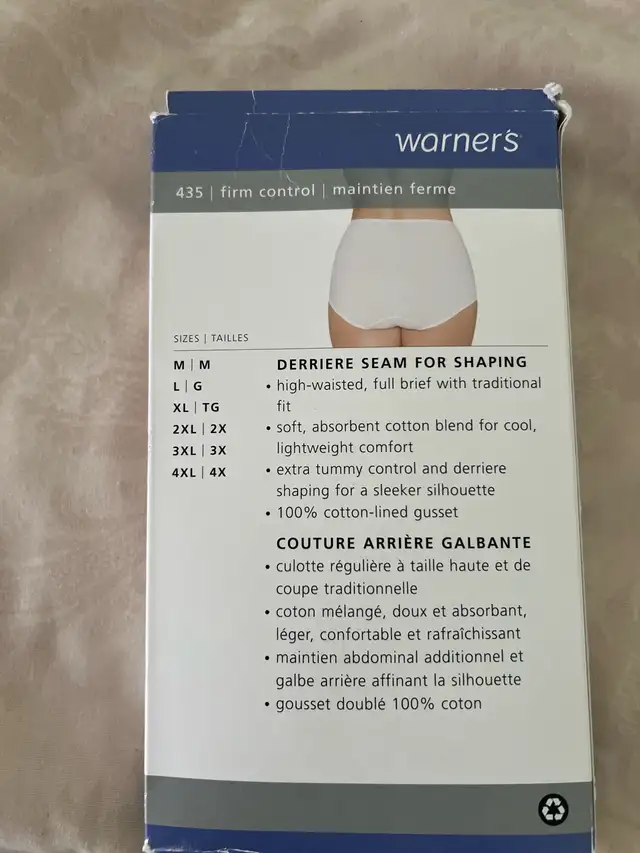 warner's
435 | firm control | maintien ferme
SIZES | TAILLES
M | M
L | G
XL | TG
2XL | 2X
3XL | 3X
4XL | 4X
DERRIERE SEAM FOR SHAPING
• high-waisted, full brief with traditional
fit
• soft, absorbent cotton blend for cool,
lightweight comfort
• extra tummy control and derriere
shaping for a sleeker silhouette
• 100% cotton-lined gusset
COUTURE ARRIÈRE GALBANTE
• culotte régulière à taille haute et de
coupe traditionnelle
• coton mélangé, doux et absorbant,
léger, confortable et rafraîchissant
• maintien abdominal additionnel et
galbe arrière affinant la silhouette
• gousset doublé 100% coton